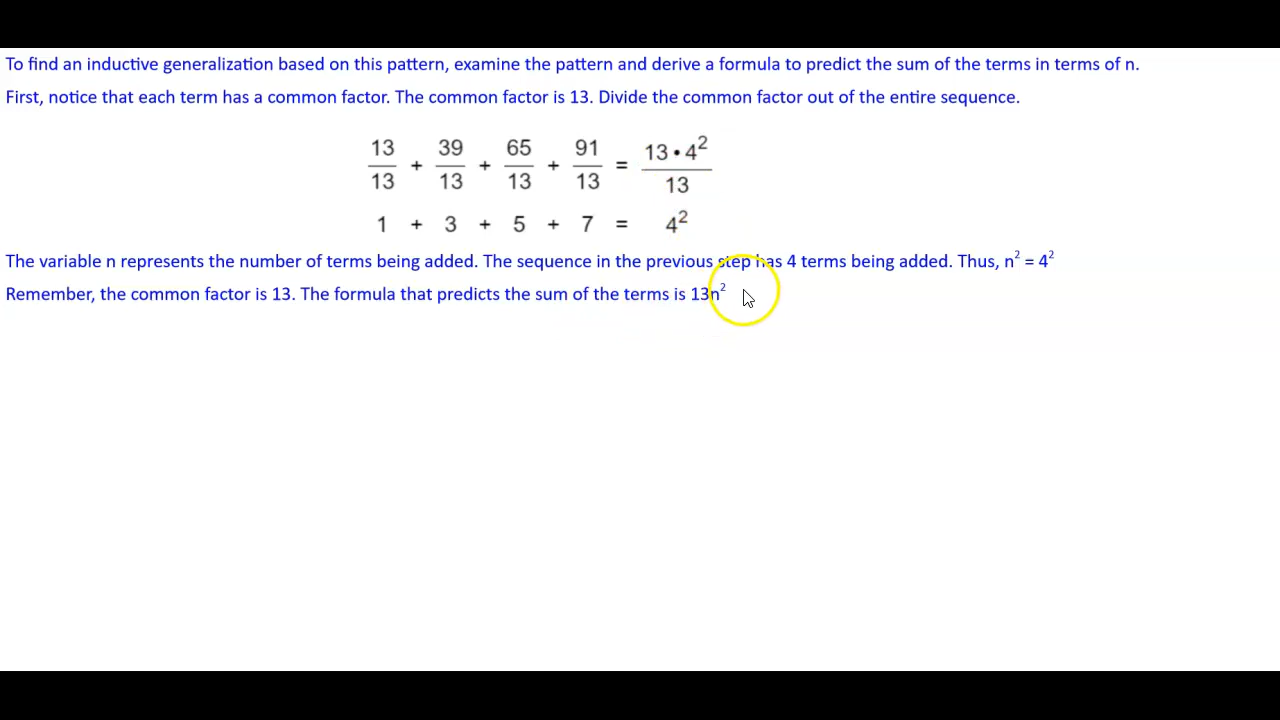 To find an inductive generalization based on this pattern, examine the pattern and derive a formula to predict the sum of the terms in terms of n.
First, notice that each term has a common factor. The common factor is 13. Divide the common factor out of the entire sequence.
13/13 + 39/13 + 65/13 + 91/13 = 13•4²/13
1 + 3 + 5 + 7 = 4²
The variable n represents the number of terms being added. The sequence in the previous step has 4 terms being added. Thus, n² = 4²
Remember, the common factor is 13. The formula that predicts the sum of the terms is 13n²